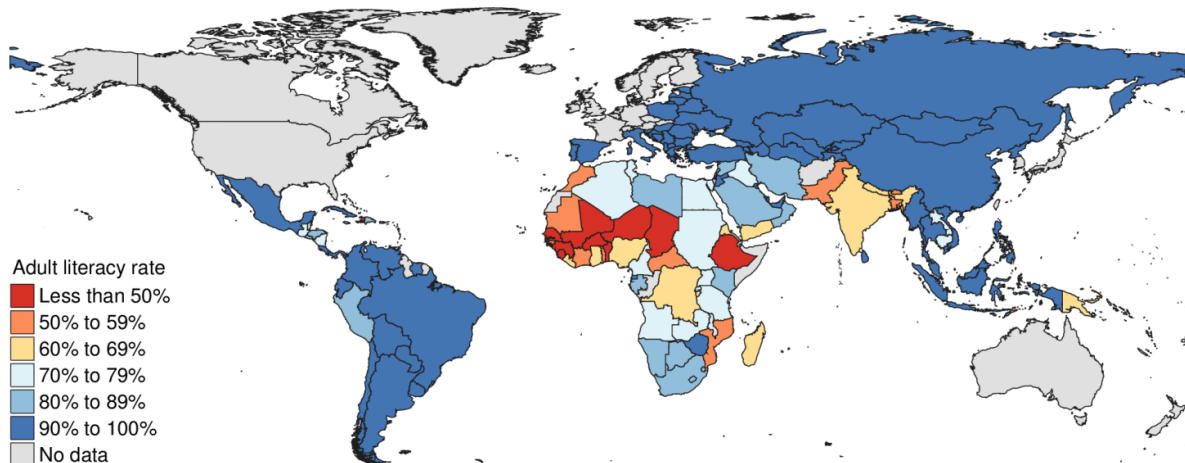 Adult literacy rate
Less than 50%
50% to 59%
60% to 69%
70% to 79%
80% to 89%
90% to 100%
No data